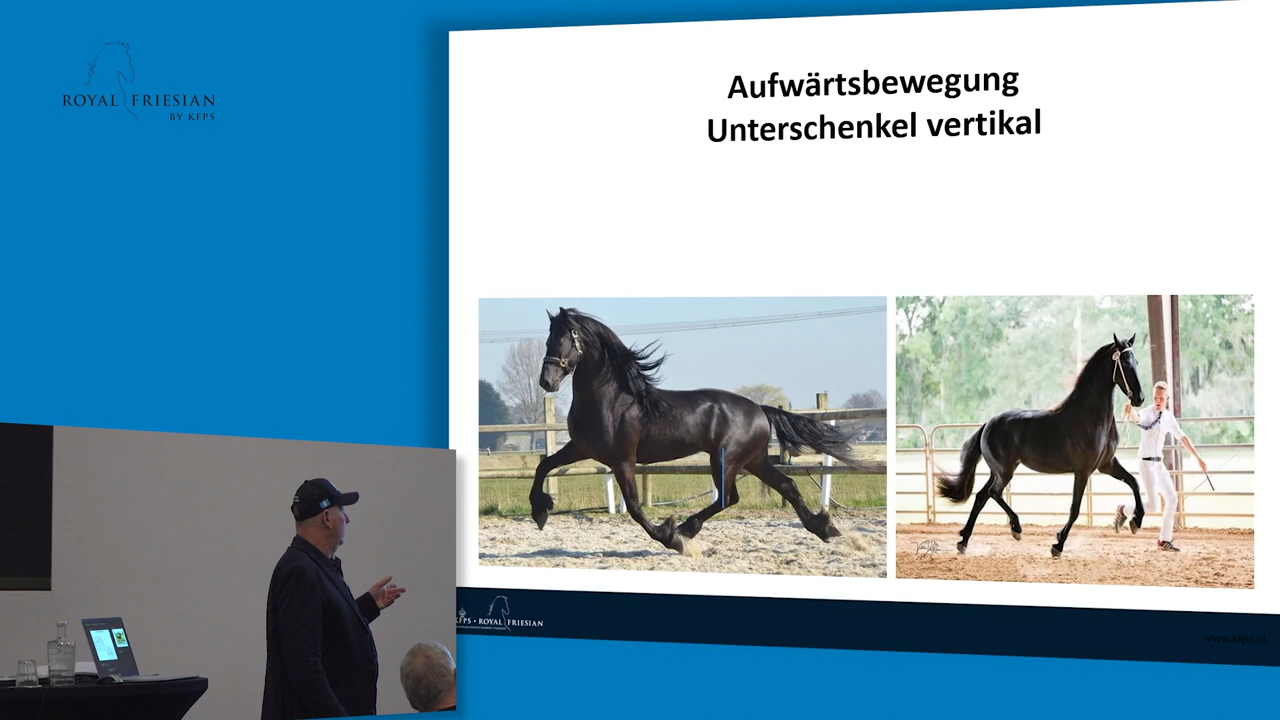 ROYAL FRIESIAN
BY KFPS
Aufwärtsbewegung
Unterschenkel vertikal
KFPS • ROYAL FRIESIAN
www.kfps.nl